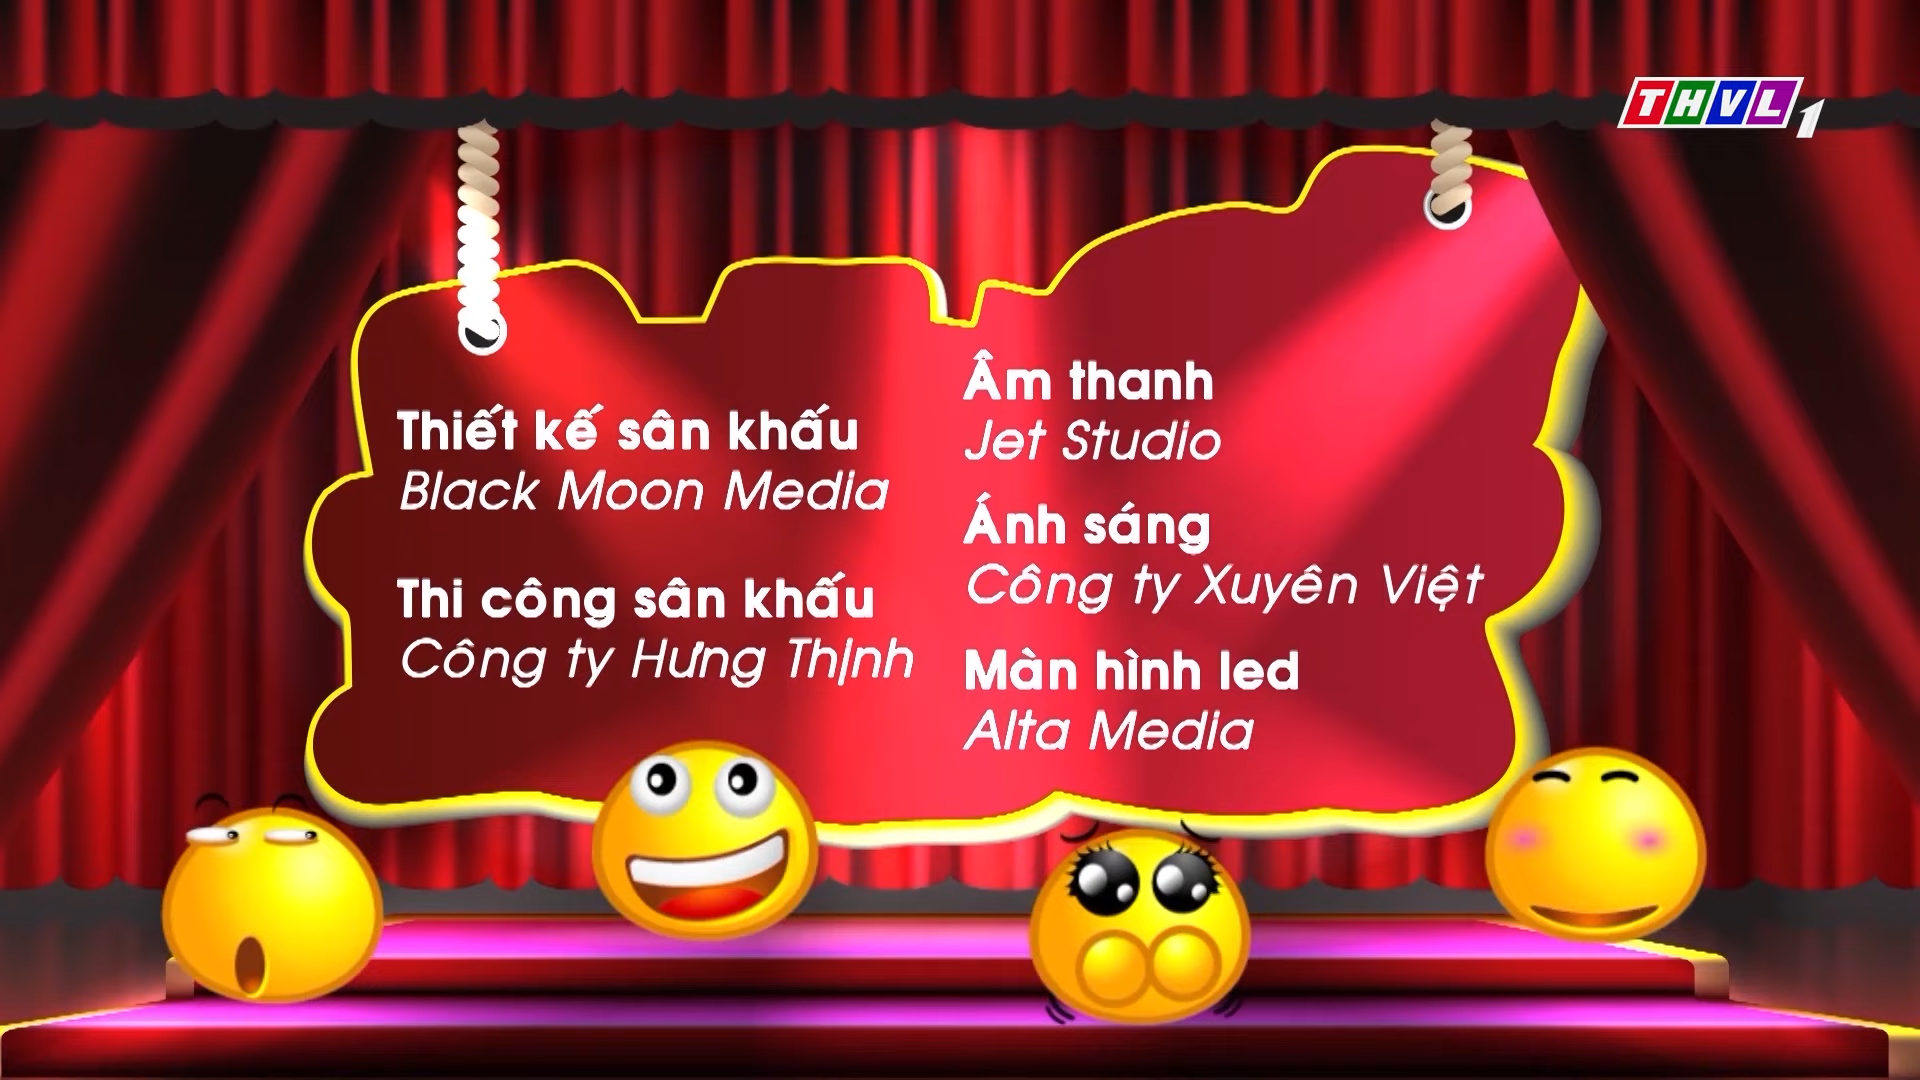 THVL1
Thiết kế sân khấu
Black Moon Media
Thi công sân khấu
Công ty Hưng Thịnh
Âm thanh
Jet Studio
Ánh sáng
Công ty Xuyên Việt
Màn hình led
Alta Media